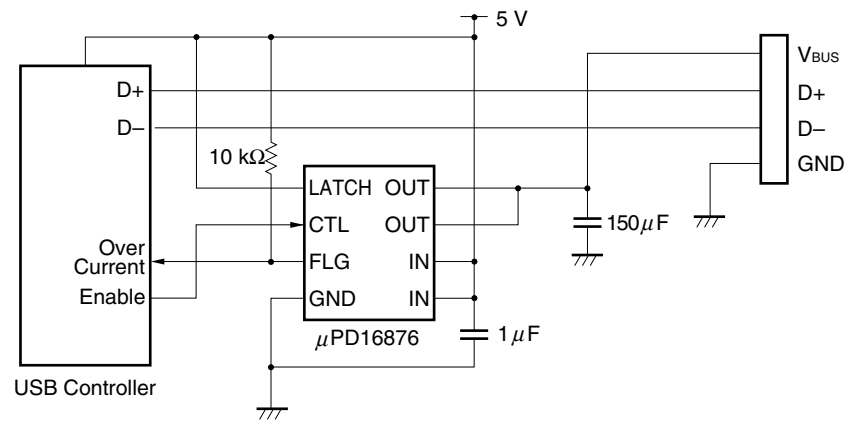 5 V
VBUS
D+
D+
D–
D–
GND
10 kΩ
LATCH OUT
CTL OUT
150μF
Over
Current
FLG IN
Enable
GND IN
μPD16876
1μF
USB Controller